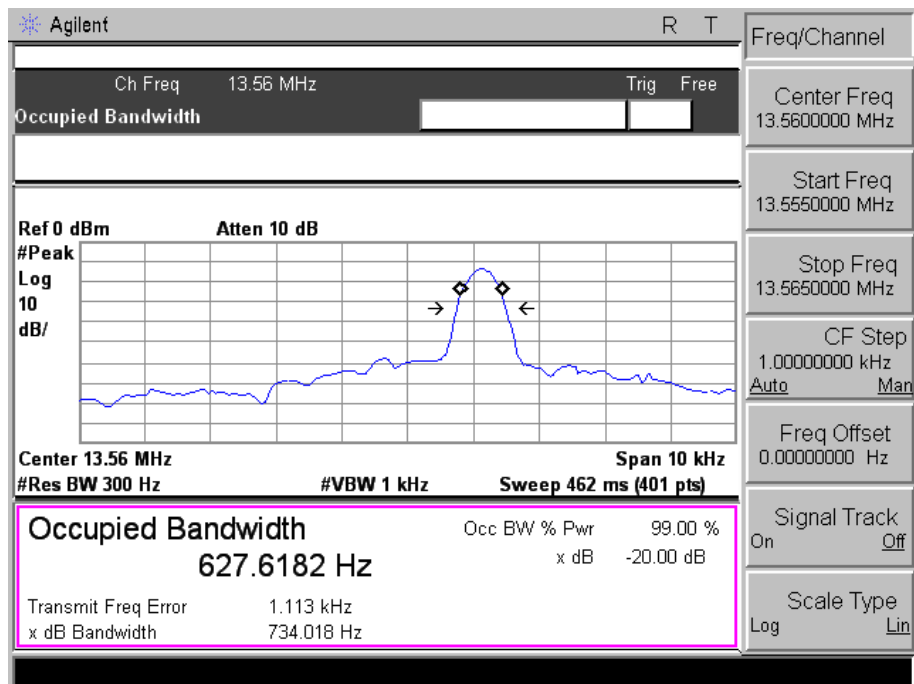 Agilent R T
Ch Freq 13.56 MHz Trig Free
Occupied Bandwidth
Ref 0 dBm Atten 10 dB
#Peak
Log
10
dB/
Center 13.56 MHz Span 10 kHz
#Res BW 300 Hz #VBW 1 kHz Sweep 462 ms (401 pts)
Occupied Bandwidth Occ BW % Pwr 99.00 %
627.6182 Hz x dB -20.00 dB
Transmit Freq Error 1.113 kHz
x dB Bandwidth 734.018 Hz
Freq/Channel
Center Freq
13.5600000 MHz
Start Freq
13.5550000 MHz
Stop Freq
13.5650000 MHz
CF Step
1.00000000 kHz
Auto Man
Freq Offset
0.00000000 Hz
Signal Track
On Off
Scale Type
Log Lin